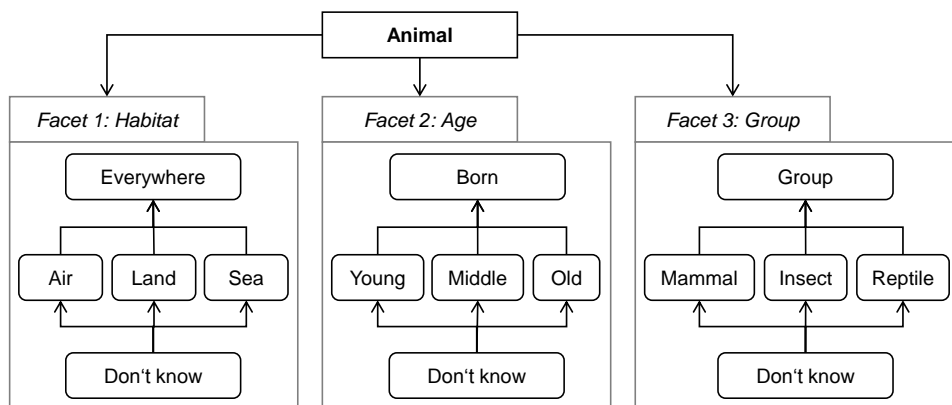 Animal
Facet 1: Habitat
Everywhere
Air
Land
Sea
Don‘t know
Facet 2: Age
Born
Young
Middle
Old
Don‘t know
Facet 3: Group
Group
Mammal
Insect
Reptile
Don‘t know